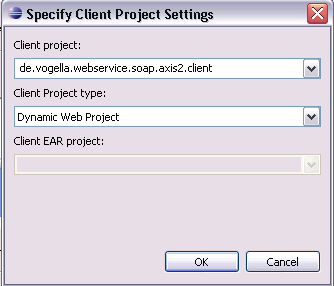 Specify Client Project Settings
Client project:
de.vogella.webservice.soap.axis2.client
Client Project type:
Dynamic Web Project
Client EAR project:
OK
Cancel